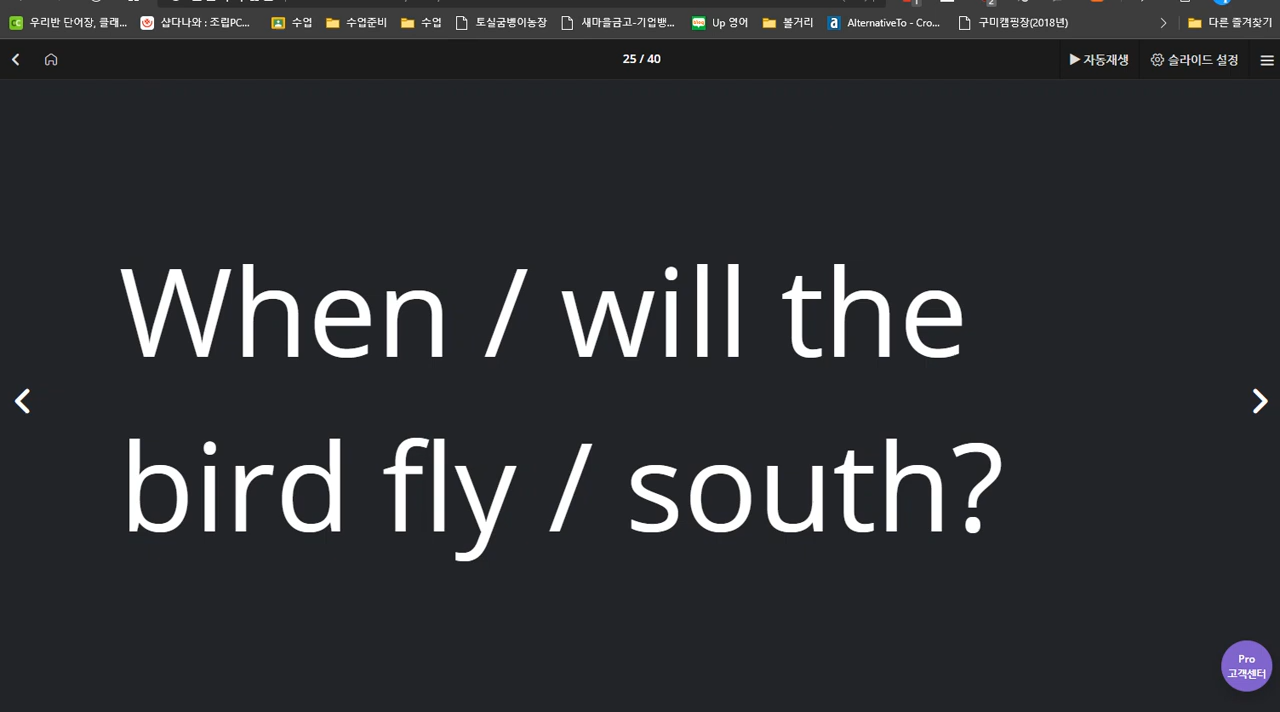 우리반 단어장, 클래... 샵다나와 : 조립PC... 수업 수업준비 수업 토실굼뱅이농장 새마을금고-기업뱅... Up 영어 볼거리 AlternativeTo - Cro... 구미캠핑장(2018년) 다른 즐겨찾기
25 / 40 ▶자동재생 슬라이드 설정
When / will the
bird fly / south?
Pro
고객센터